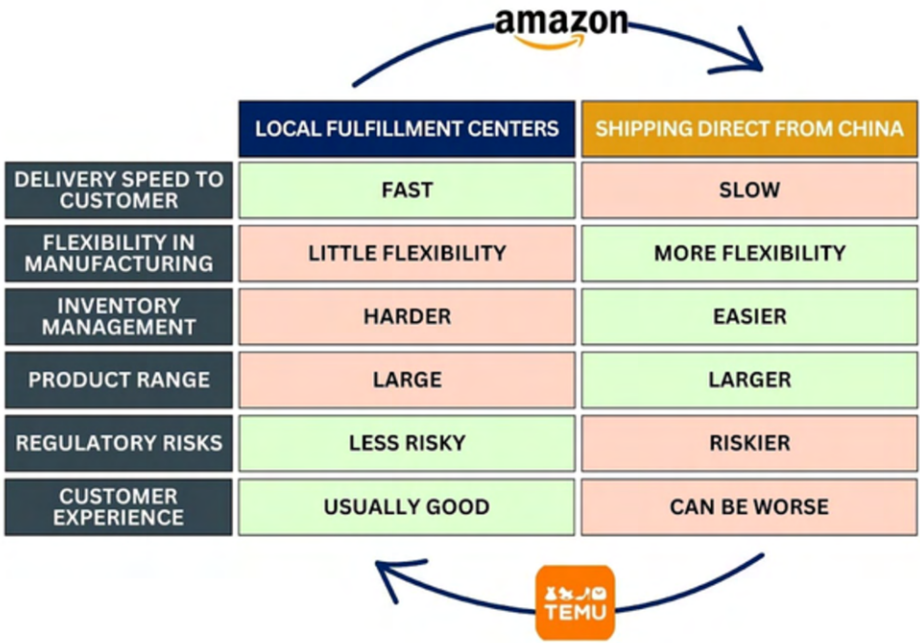 amazon
LOCAL FULFILLMENT CENTERS
SHIPPING DIRECT FROM CHINA
DELIVERY SPEED TO
CUSTOMER
FAST
SLOW
FLEXIBILITY IN
MANUFACTURING
LITTLE FLEXIBILITY
MORE FLEXIBILITY
INVENTORY
MANAGEMENT
HARDER
EASIER
PRODUCT RANGE
LARGE
LARGER
REGULATORY RISKS
LESS RISKY
RISKIER
CUSTOMER
EXPERIENCE
USUALLY GOOD
CAN BE WORSE
TEMU